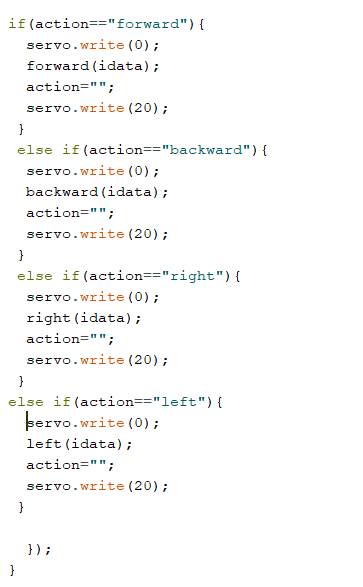 if(action=="forward"){
servo.write(0);
forward(idata);
action="";
servo.write(20);
}
else if(action=="backward"){
servo.write(0);
backward(idata);
action="";
servo.write(20);
}
else if(action=="right"){
servo.write(0);
right(idata);
action="";
servo.write(20);
}
else if(action=="left"){
servo.write(0);
left(idata);
action="";
servo.write(20);
}
});
}